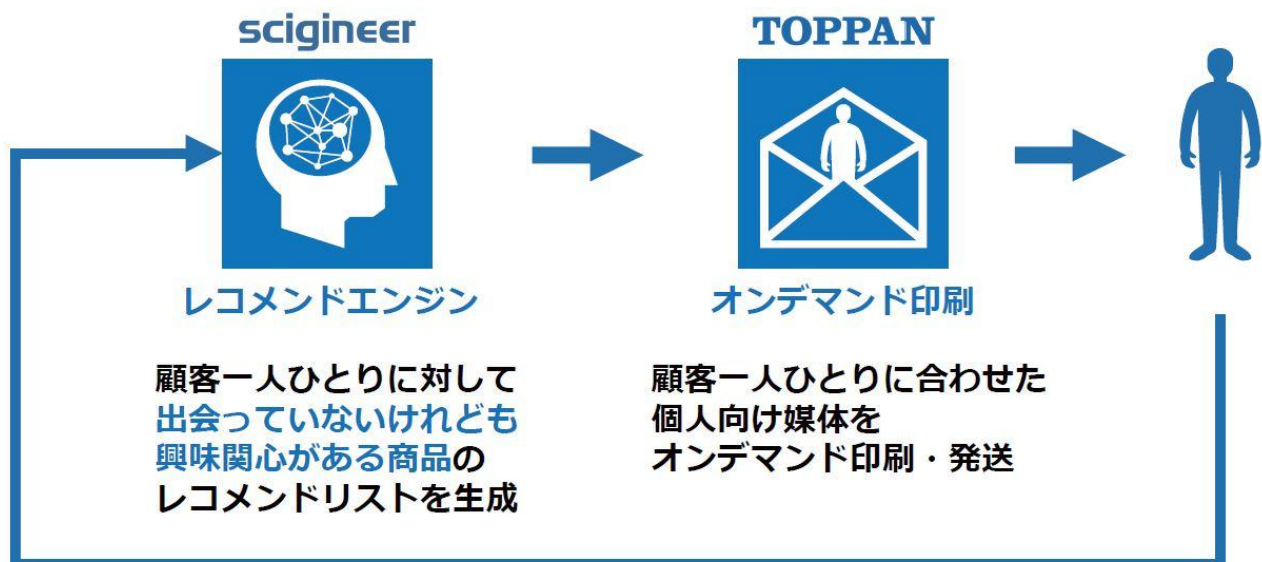 scigineer
レコメンドエンジン
顧客一人ひとりに対して
出会っていないけれども
興味関心がある商品の
レコメンドリストを生成
TOPPAN
オンデマンド印刷
顧客一人ひとりに合わせた
個人向け媒体を
オンデマンド印刷・発送